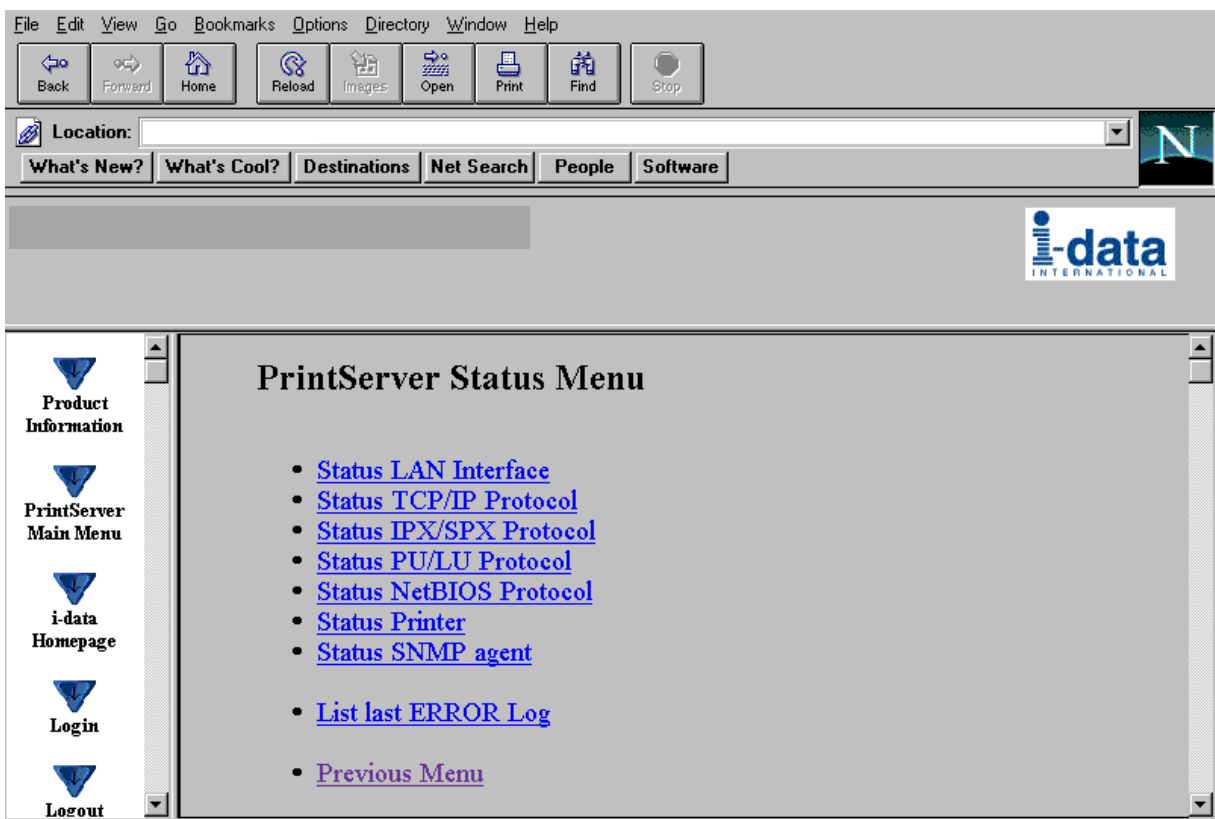 File Edit View Go Bookmarks Options Directory Window Help
Back Forward Home Reload Images Open Print Find Stop
Location:
N
What's New? What's Cool? Destinations Net Search People Software
i-data
INTERNATIONAL
Product
Information
PrintServer
Main Menu
i-data
Homepage
Login
Logout
PrintServer Status Menu
• Status LAN Interface
• Status TCP/IP Protocol
• Status IPX/SPX Protocol
• Status PU/LU Protocol
• Status NetBIOS Protocol
• Status Printer
• Status SNMP agent
• List last ERROR Log
• Previous Menu